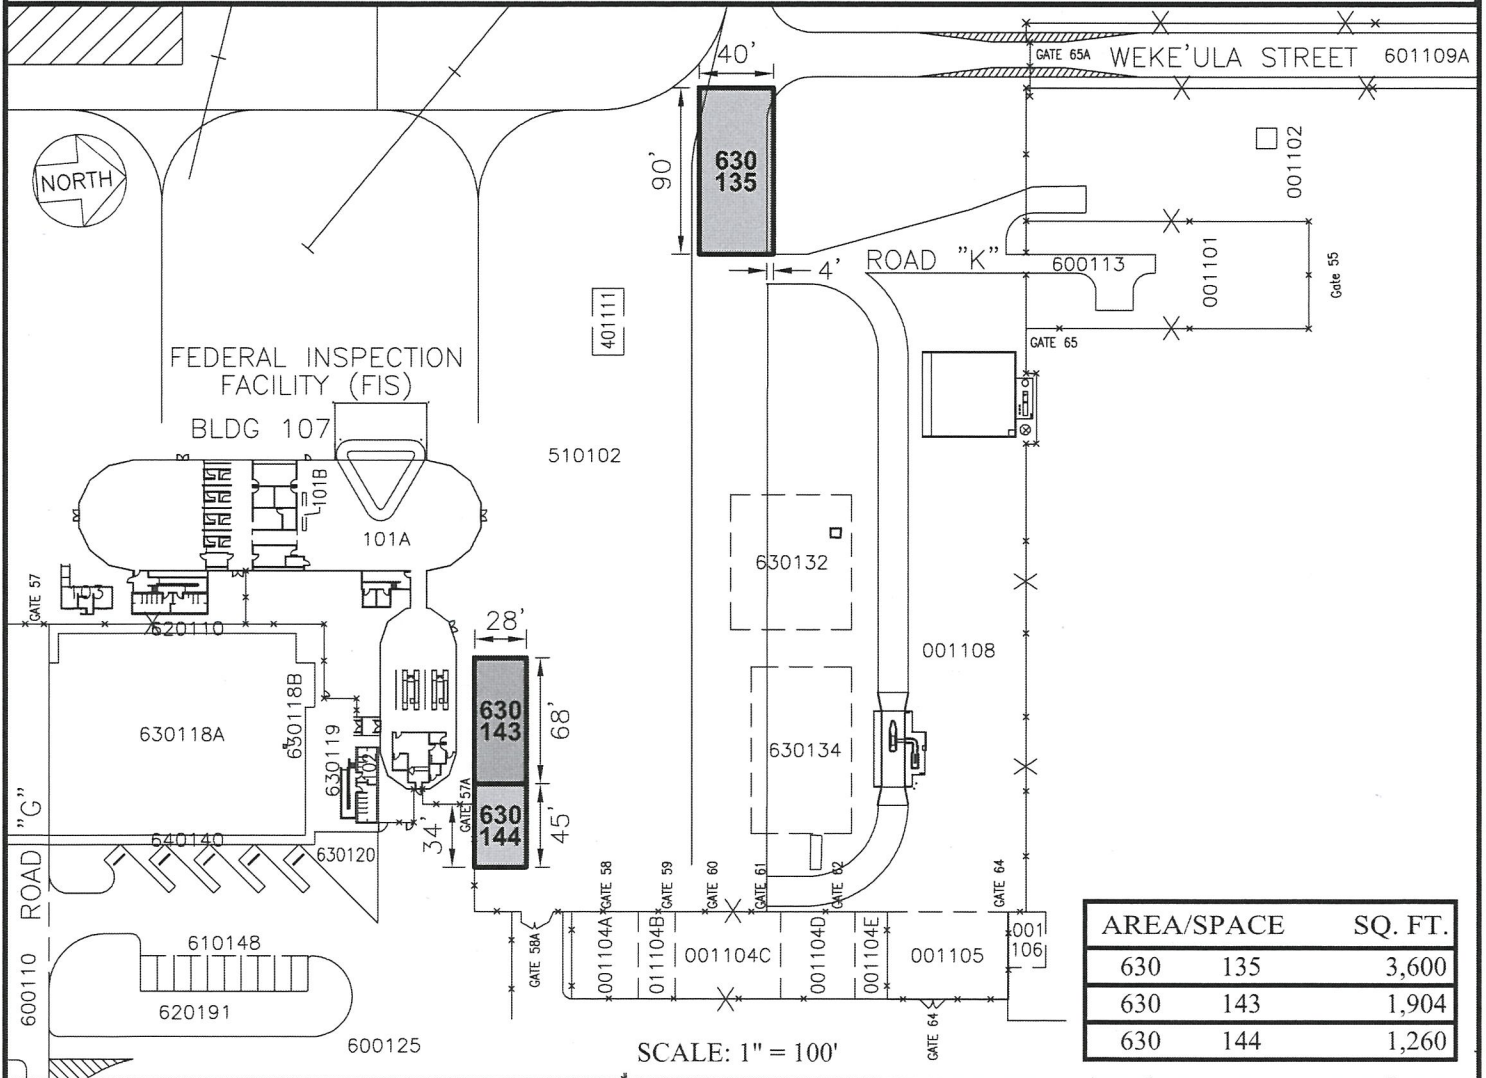 40'
GATE 65A
WEKE'ULA STREET
601109A
NORTH
90'
630
135
001102
4'
ROAD "K"
600113
001101
Gate 55
GATE 65
401111
FEDERAL INSPECTION
FACILITY (FIS)
BLDG 107
101B
101A
510102
630132
GATE 57
103
620110
28'
001108
630118A
630118B
630119
102
630
143
68'
630134
"G"
ROAD
600110
640140
630120
34'
GATE 57A
630
144
45'
GATE 58
GATE 59
GATE 60
GATE 61
GATE 62
GATE 64
610148
620191
600125
GATE 58A
001104A
011104B
001104C
001104D
001104E
001105
001
106
GATE 64
SCALE: 1" = 100'
AREA/SPACE SQ. FT.
630 135 3,600
630 143 1,904
630 144 1,260